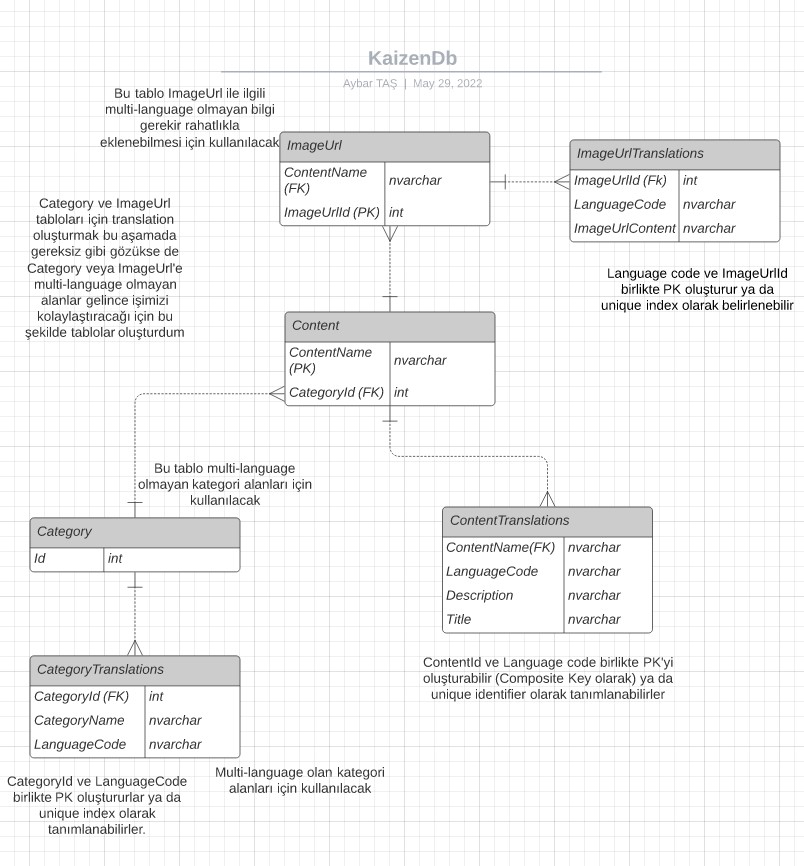 KaizenDb
Aybar TAŞ | May 29, 2022
Bu tablo ImageUrl ile ilgili
multi-language olmayan bilgi
gerekir rahatlıkla
eklenebilmesi için kullanılacak
ImageUrl
ContentName
(FK)
nvarchar
ImageUrlId (PK)
int
ImageUrlTranslations
ImageUrlId (Fk)
int
LanguageCode
nvarchar
ImageUrlContent
nvarchar
Category ve ImageUrl
tabloları için translation
oluşturmak bu aşamada
gereksiz gibi gözükse de
Category veya ImageUrl'e
multi-language olmayan
alanlar gelince işimizi
kolaylaştıracağı için bu
şekilde tablolar oluşturdum
Language code ve ImageUrlId
birlikte PK oluşturur ya da
unique index olarak belirlenebilir
Content
ContentName
(PK)
nvarchar
CategoryId (FK)
int
Bu tablo multi-language
olmayan kategori alanları için
kullanılacak
Category
Id
int
ContentTranslations
ContentName(FK)
nvarchar
LanguageCode
nvarchar
Description
nvarchar
Title
nvarchar
ContentId ve Language code birlikte PK'yi
oluşturabilir (Composite Key olarak) ya da
unique identifier olarak tanımlanabilirler
CategoryTranslations
CategoryId (FK)
int
CategoryName
nvarchar
LanguageCode
nvarchar
Multi-language olan kategori
alanları için kullanılacak
CategoryId ve LanguageCode
birlikte PK oluştururlar ya da
unique index olarak
tanımlanabilirler.